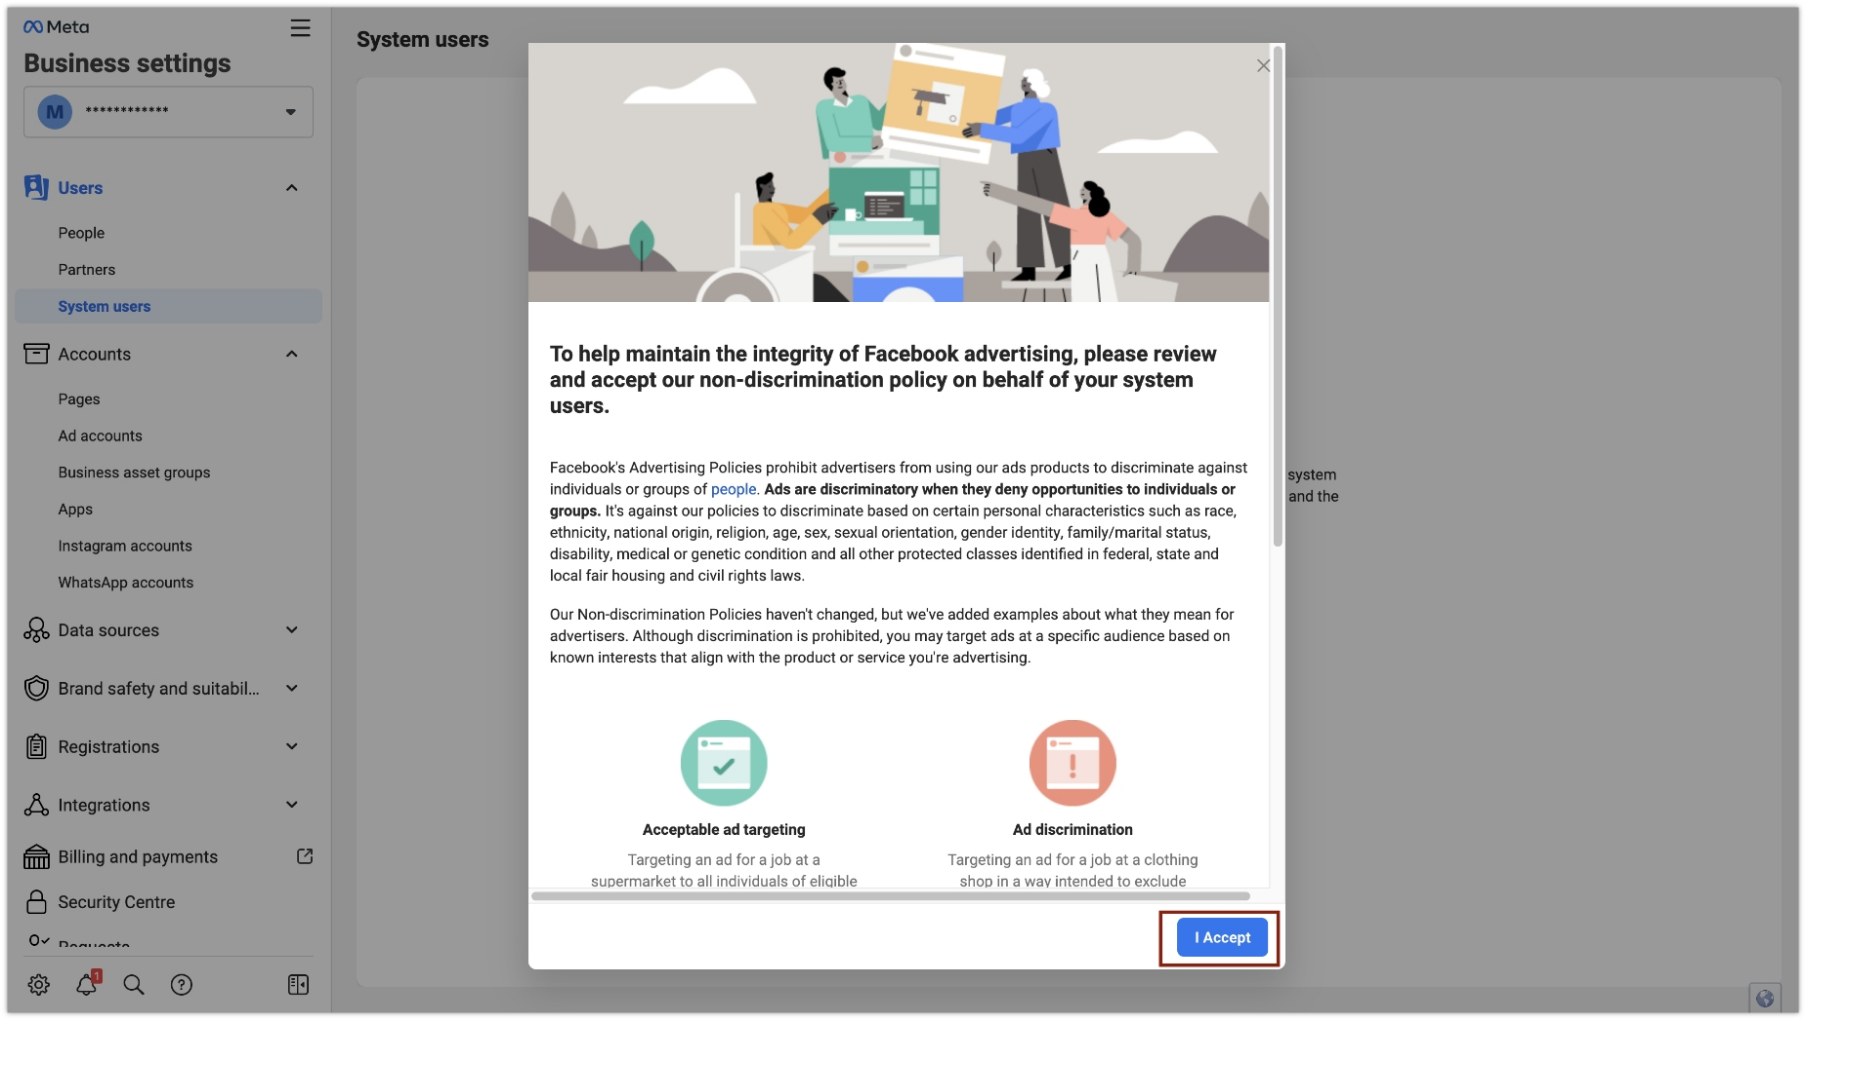 Meta
Business settings
M ************
Users
People
Partners
System users
Accounts
Pages
Ad accounts
Business asset groups
Apps
Instagram accounts
WhatsApp accounts
Data sources
Brand safety and suitabil...
Registrations
Integrations
Billing and payments
Security Centre
Requests
1
System users
system
and the
To help maintain the integrity of Facebook advertising, please review
and accept our non-discrimination policy on behalf of your system
users.
Facebook's Advertising Policies prohibit advertisers from using our ads products to discriminate against
individuals or groups of people. Ads are discriminatory when they deny opportunities to individuals or
groups. It's against our policies to discriminate based on certain personal characteristics such as race,
ethnicity, national origin, religion, age, sex, sexual orientation, gender identity, family/marital status,
disability, medical or genetic condition and all other protected classes identified in federal, state and
local fair housing and civil rights laws.
Our Non-discrimination Policies haven't changed, but we've added examples about what they mean for
advertisers. Although discrimination is prohibited, you may target ads at a specific audience based on
known interests that align with the product or service you're advertising.
Acceptable ad targeting
Targeting an ad for a job at a
supermarket to all individuals of eligible
Ad discrimination
Targeting an ad for a job at a clothing
shop in a way intended to exclude
I Accept